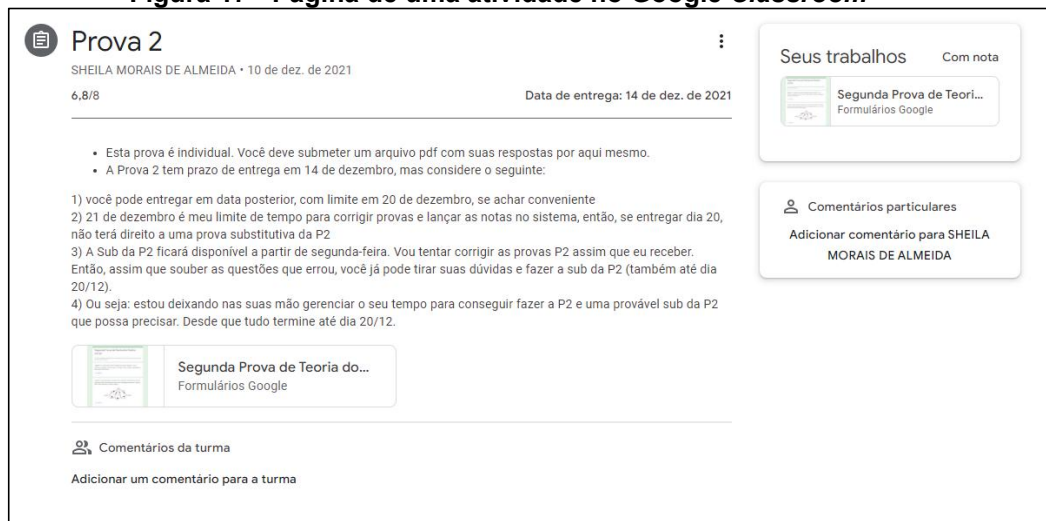 Prova 2
SHEILA MORAIS DE ALMEIDA • 10 de dez. de 2021
6,8/8
Data de entrega: 14 de dez. de 2021
• Esta prova é individual. Você deve submeter um arquivo pdf com suas respostas por aqui mesmo.
• A Prova 2 tem prazo de entrega em 14 de dezembro, mas considere o seguinte:
1) você pode entregar em data posterior, com limite em 20 de dezembro, se achar conveniente
2) 21 de dezembro é meu limite de tempo para corrigir provas e lançar as notas no sistema, então, se entregar dia 20,
não terá direito a uma prova substitutiva da P2
3) A Sub da P2 ficará disponível a partir de segunda-feira. Vou tentar corrigir as provas P2 assim que eu receber.
Então, assim que souber as questões que errou, você já pode tirar suas dúvidas e fazer a sub da P2 (também até dia
20/12).
4) Ou seja: estou deixando nas suas mão gerenciar o seu tempo para conseguir fazer a P2 e uma provável sub da P2
que possa precisar. Desde que tudo termine até dia 20/12.
Segunda Prova de Teoria do...
Formulários Google
Comentários da turma
Adicionar um comentário para a turma
Seus trabalhos
Com nota
Segunda Prova de Teori...
Formulários Google
Comentários particulares
Adicionar comentário para SHEILA
MORAIS DE ALMEIDA